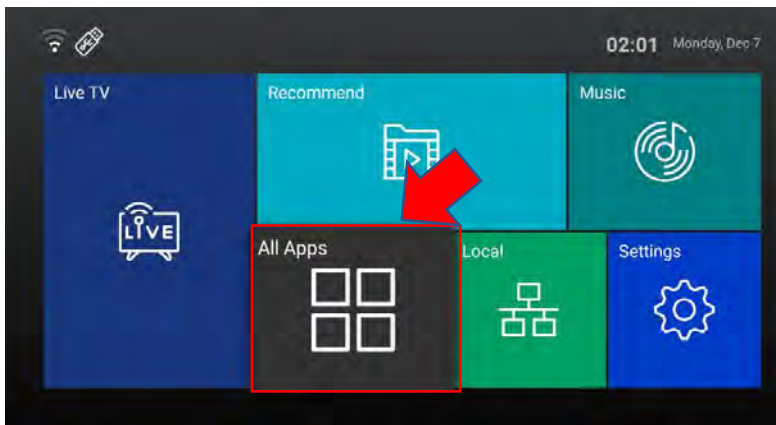 02:01 Monday, Dec 7
Live TV
Recommend
Music
LIVE
All Apps
Local
Settings